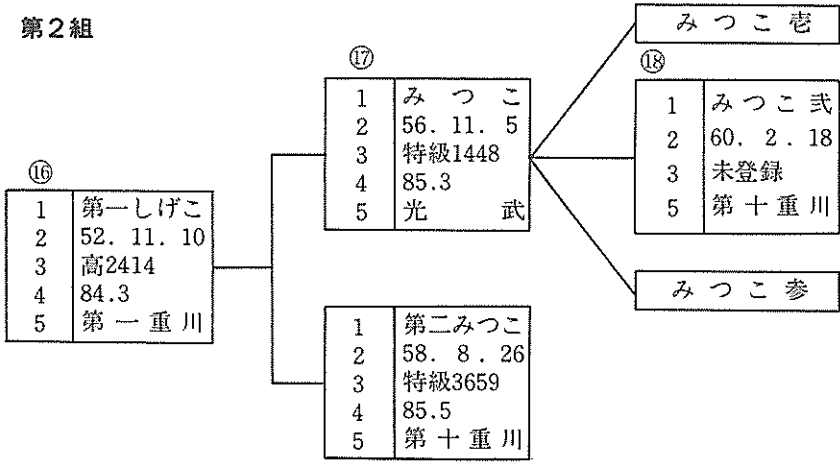 第2組
⑯
1 第一しげこ
2 52. 11. 10
3 高2414
4 84.3
5 第一重川
⑰
1 みつこ
2 56. 11. 5
3 特級1448
4 85.3
5 光武
1 第二みつこ
2 58. 8. 26
3 特級3659
4 85.5
5 第十重川
みつこ壱
⑱
1 みつこ弐
2 60. 2. 18
3 未登録
5 第十重川
みつこ参